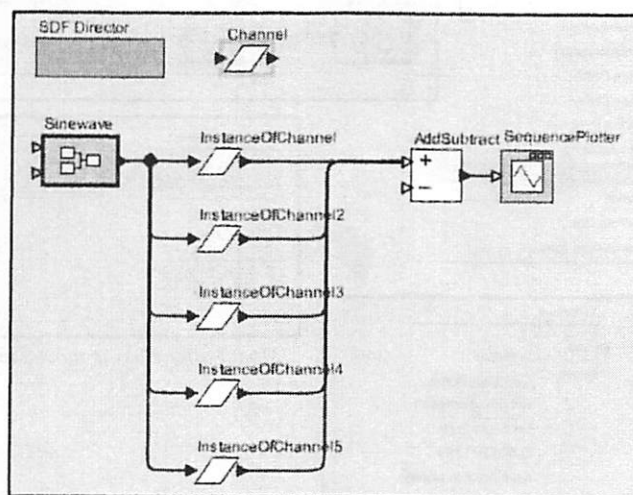 SDF Director
Channel
Sinewave
InstanceOfChannel
AddSubtract
SequencePlotter
InstanceOfChannel2
InstanceOfChannel3
InstanceOfChannel4
InstanceOfChannel5